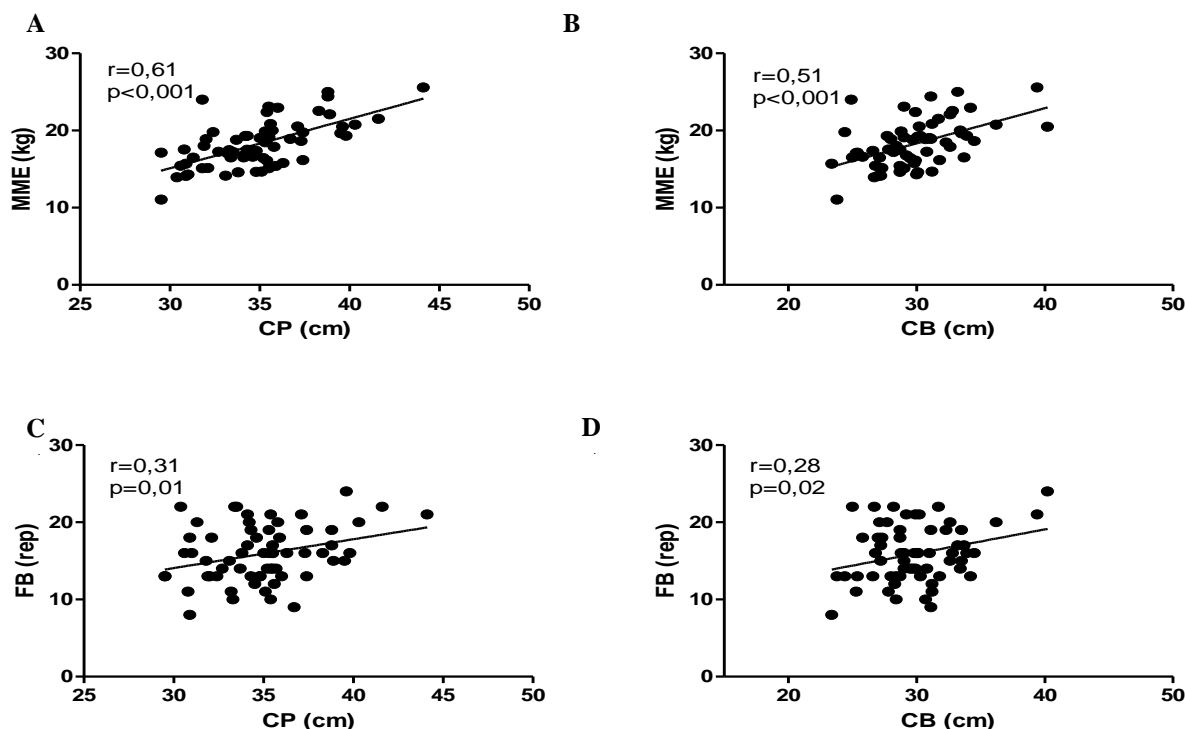 A
r=0,61
p<0,001
MME (kg)
30
20
10
0
25 30 35 40 45 50
CP (cm)
B
r=0,51
p<0,001
MME (kg)
30
20
10
0
20 30 40 50
CB (cm)
C
r=0,31
p=0,01
FB (rep)
30
20
10
0
25 30 35 40 45 50
CP (cm)
D
r=0,28
p=0,02
FB (rep)
30
20
10
0
20 30 40 50
CB (cm)